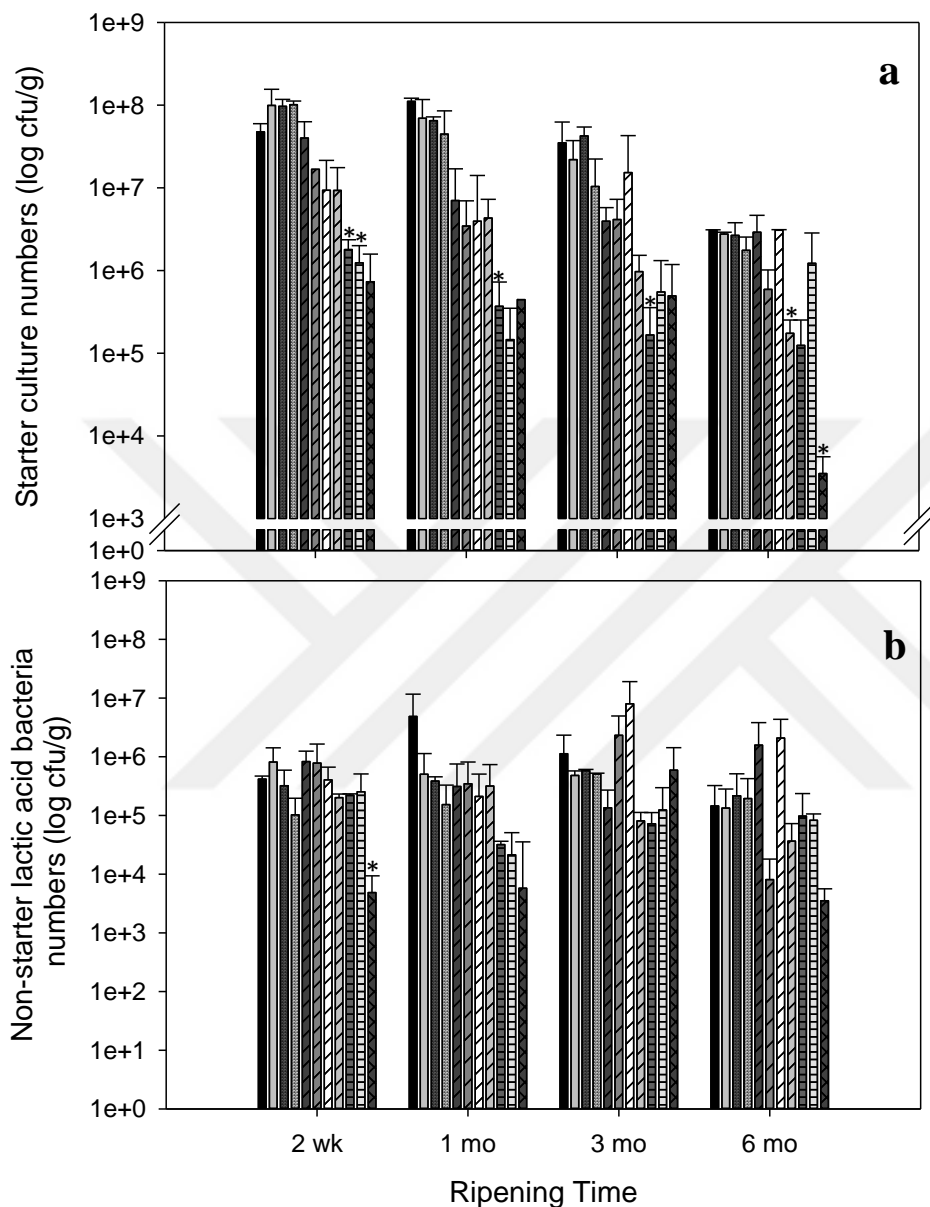 1e+9
a
1e+8
1e+7
1e+6
1e+5
1e+4
1e+3
1e+0
Starter culture numbers (log cfu/g)
* * * * * *
*
1e+9
b
1e+8
1e+7
1e+6
1e+5
1e+4
1e+3
1e+2
1e+1
1e+0
Non-starter lactic acid bacteria
numbers (log cfu/g)
*
2 wk 1 mo 3 mo 6 mo
Ripening Time